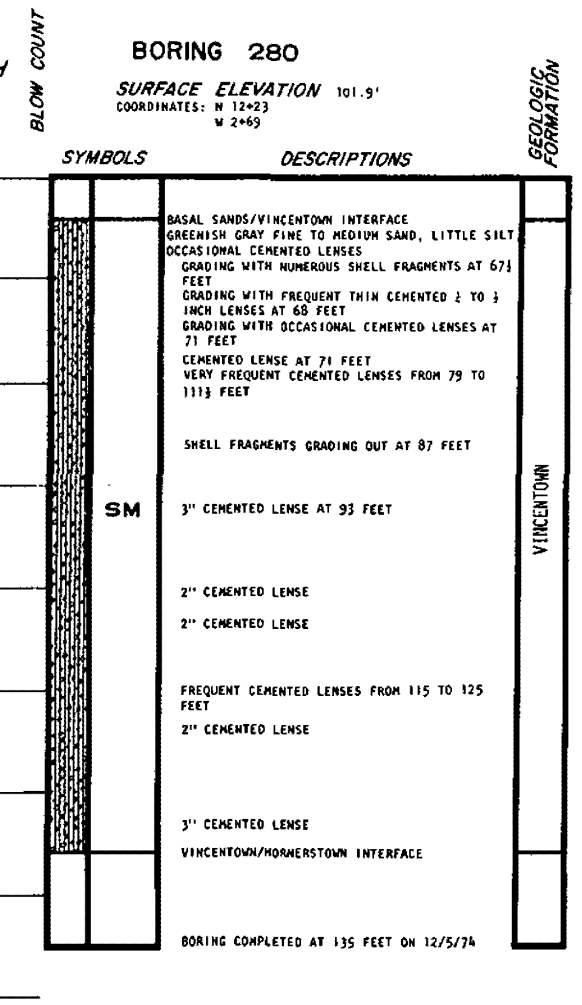 BLOW COUNT
BORING 280
SURFACE ELEVATION 101.9'
COORDINATES: N 12+23
W 2+69
GEOLOGIC
FORMATION
SYMBOLS
DESCRIPTIONS
BASAL SANDS/VINCENTOWN INTERFACE
GREENISH GRAY FINE TO MEDIUM SAND, LITTLE SILT
OCCASIONAL CEMENTED LENSES
GRADING WITH NUMEROUS SHELL FRAGMENTS AT 67½
FEET
GRADING WITH FREQUENT THIN CEMENTED TO
INCH LENSES AT 68 FEET
GRADING WITH OCCASIONAL CEMENTED LENSES AT
71 FEET
CEMENTED LENSE AT 71 FEET
VERY FREQUENT CEMENTED LENSES FROM 79 TO
111½ FEET
SHELL FRAGMENTS GRADING OUT AT 87 FEET
SM
3" CEMENTED LENSE AT 93 FEET
VINCENTOWN
2" CEMENTED LENSE
2" CEMENTED LENSE
FREQUENT CEMENTED LENSES FROM 115 TO 125
FEET
2" CEMENTED LENSE
3" CEMENTED LENSE
VINCENTOWN/HORNERSTOWN INTERFACE
BORING COMPLETED AT 135 FEET ON 12/5/74